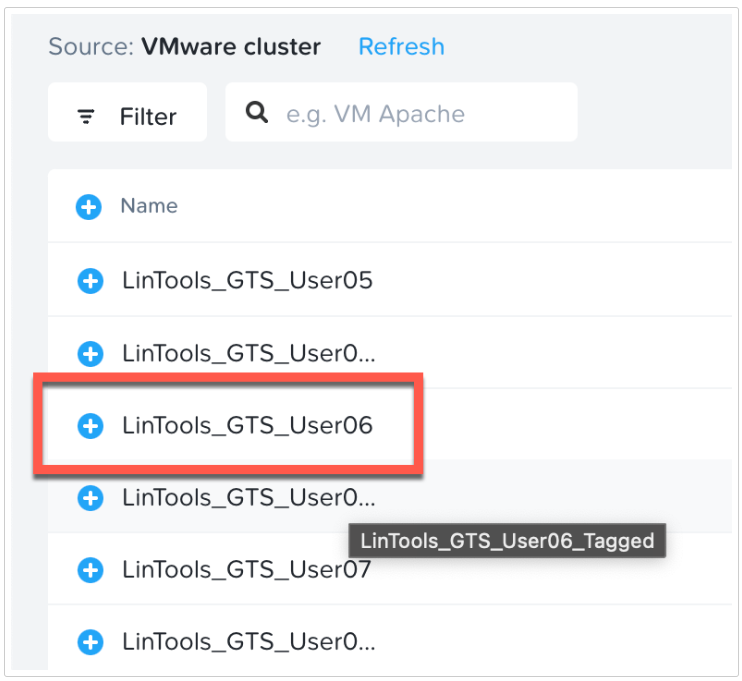 Source: VMware cluster Refresh
Filter e.g. VM Apache
Name
LinTools_GTS_User05
LinTools_GTS_User0...
LinTools_GTS_User06
LinTools_GTS_User0...
LinTools_GTS_User06_Tagged
LinTools_GTS_User07
LinTools_GTS_User0...